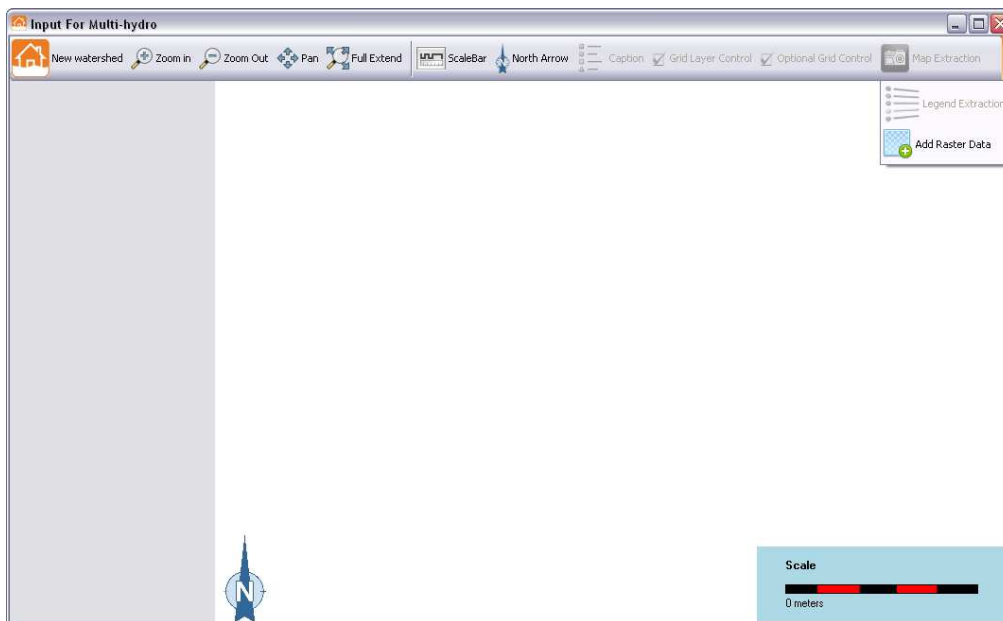 Input For Multi-hydro
New watershed Zoom in Zoom Out Pan Full Extend ScaleBar North Arrow Caption Grid Layer Control Optional Grid Control Map Extraction
Legend Extraction
Add Raster Data
N
Scale
0 meters